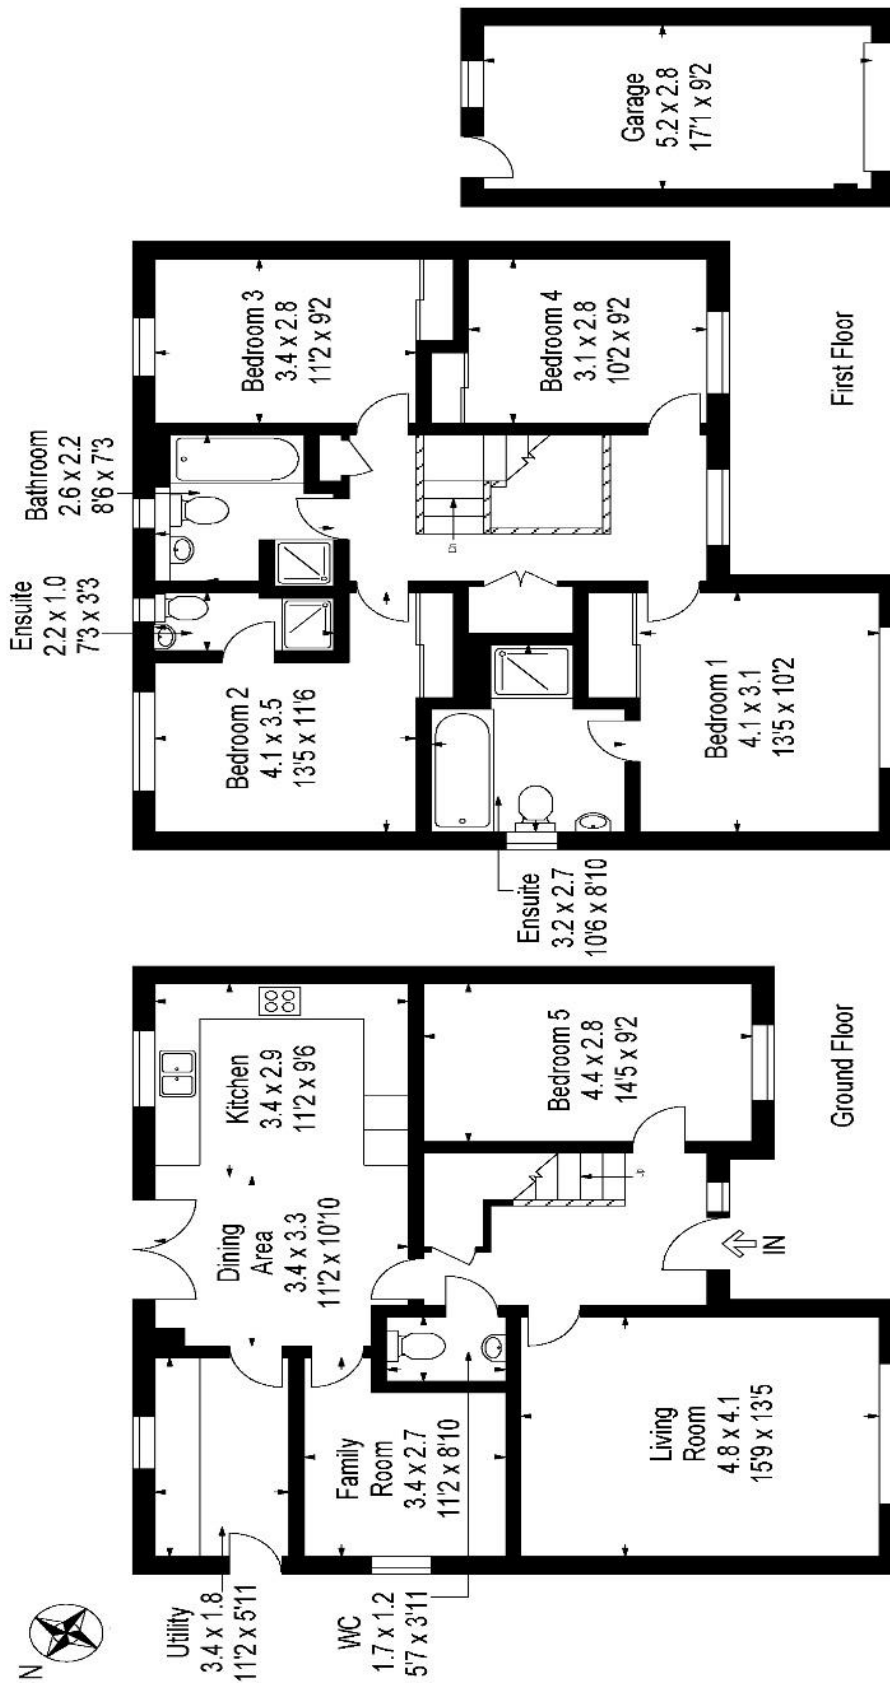 N
Utility
3.4 x 1.8
11'2 x 5'11
WC
1.7 x 1.2
5'7 x 3'11
Family
Room
3.4 x 2.7
11'2 x 8'10
Living
Room
4.8 x 4.1
15'9 x 13'5
Dining
Area
3.4 x 3.3
11'2 x 10'10
Kitchen
3.4 x 2.9
11'2 x 9'6
Bedroom 5
4.4 x 2.8
14'5 x 9'2
IN
Ground Floor
Ensuite
3.2 x 2.7
10'6 x 8'10
Bedroom 2
4.1 x 3.5
13'5 x 11'6
Bedroom 1
4.1 x 3.1
13'5 x 10'2
Ensuite
2.2 x 1.0
7'3 x 3'3
Bathroom
2.6 x 2.2
8'6 x 7'3
Bedroom 3
3.4 x 2.8
11'2 x 9'2
Bedroom 4
3.1 x 2.8
10'2 x 9'2
First Floor
Garage
5.2 x 2.8
17'1 x 9'2